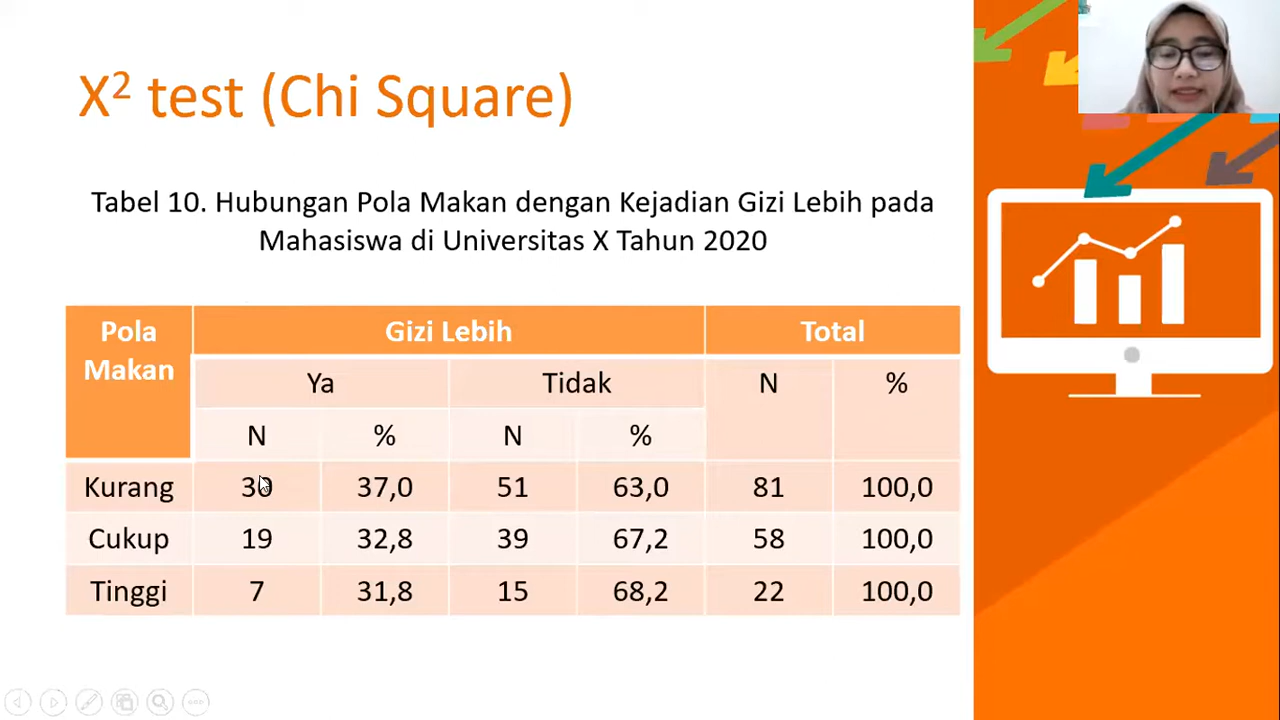 X² test (Chi Square)
Tabel 10. Hubungan Pola Makan dengan Kejadian Gizi Lebih pada
Mahasiswa di Universitas X Tahun 2020
Pola Makan Gizi Lebih Total
Ya Tidak N %
N % N %
Kurang 30 37,0 51 63,0 81 100,0
Cukup 19 32,8 39 67,2 58 100,0
Tinggi 7 31,8 15 68,2 22 100,0